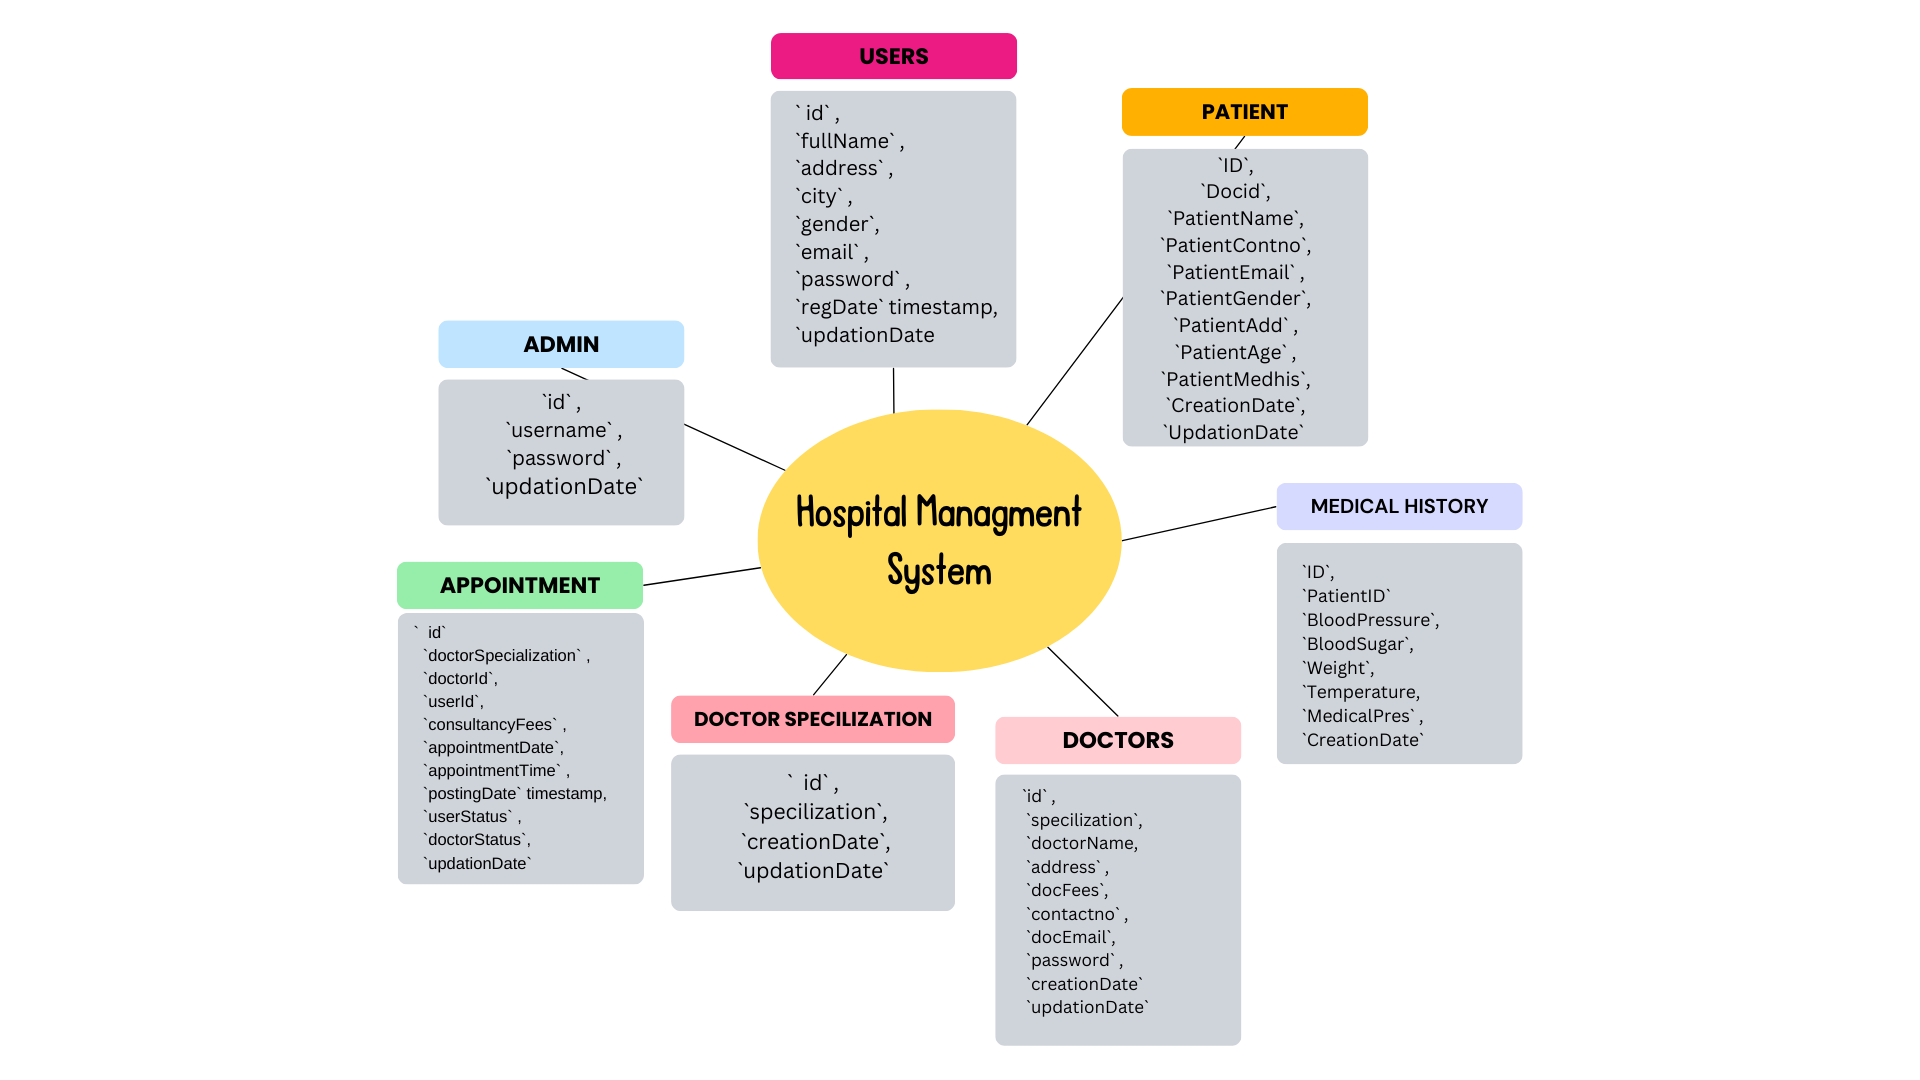 USERS
` id` ,
`fullName` ,
`address` ,
`city` ,
`gender`,
`email` ,
`password` ,
`regDate` timestamp,
`updationDate
PATIENT
`ID`,
`Docid`,
`PatientName`,
`PatientContno`,
`PatientEmail` ,
`PatientGender`,
`PatientAdd` ,
`PatientAge` ,
`PatientMedhis`,
`CreationDate`,
`UpdationDate`
ADMIN
`id` ,
`username` ,
`password` ,
`updationDate`
Hospital Managment
System
MEDICAL HISTORY
`ID`,
`PatientID`
`BloodPressure`,
`BloodSugar`,
`Weight`,
`Temperature,
`MedicalPres` ,
`CreationDate`
APPOINTMENT
`  id`
`doctorSpecialization` ,
`doctorId`,
`userId`,
`consultancyFees` ,
`appointmentDate`,
`appointmentTime` ,
`postingDate` timestamp,
`userStatus` ,
`doctorStatus`,
`updationDate`
DOCTOR SPECILIZATION
`  id` ,
`specilization`,
`creationDate`,
`updationDate`
DOCTORS
`id` ,
`specilization`,
`doctorName,
`address` ,
`docFees`,
`contactno` ,
`docEmail`,
`password` ,
`creationDate`
`updationDate`